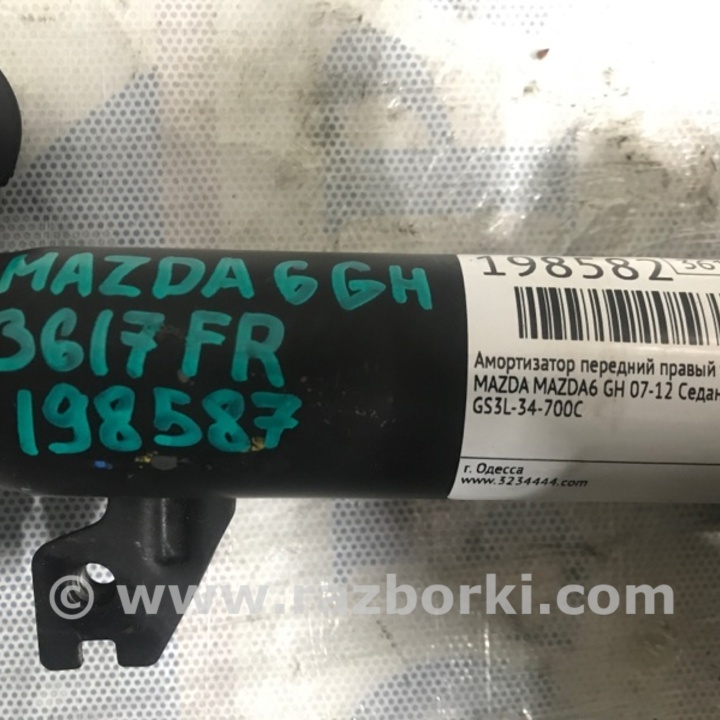 MAZDA 6 GH
3617 FR
198587
198582
Амортизатор передний правый
MAZDA MAZDA6 GH 07-12 Седан
GS3L-34-700C
г. Одесса
www.3234444.com
© www.razborki.com